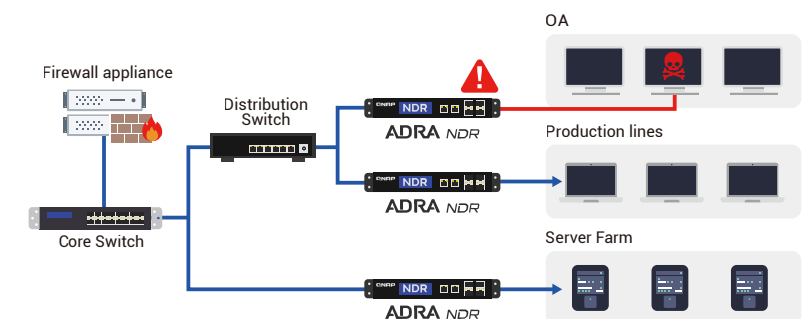 OA
Firewall appliance
Distribution
Switch
QNAP NDR
ADRA NDR
Production lines
QNAP NDR
ADRA NDR
Core Switch
Server Farm
QNAP NDR
ADRA NDR